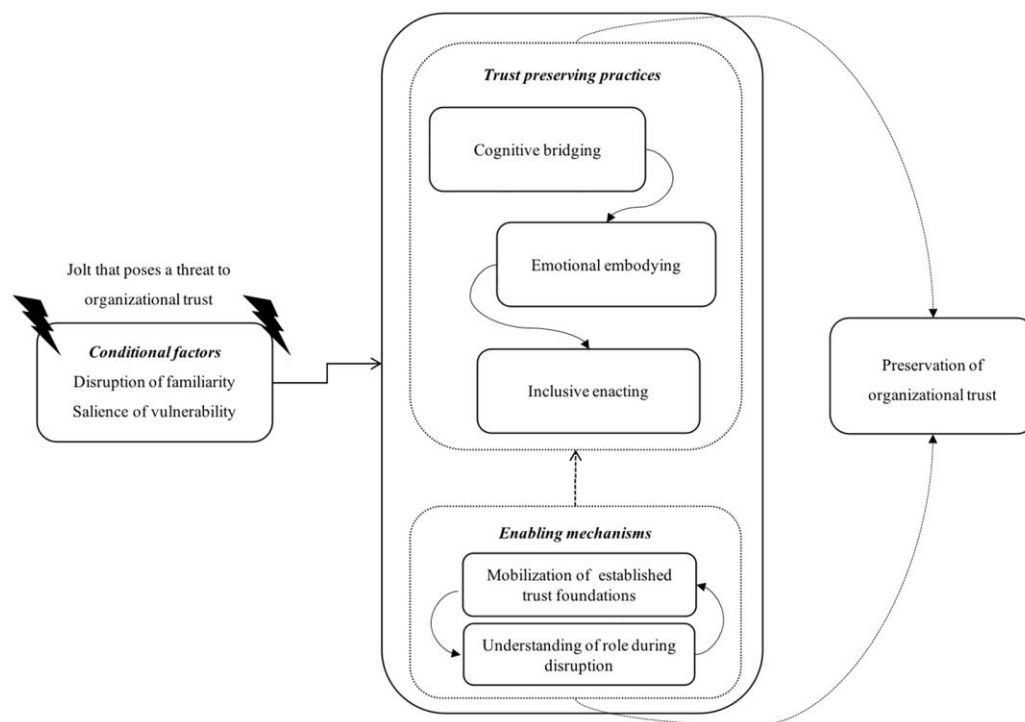 Trust preserving practices
Cognitive bridging
Emotional embodying
Inclusive enacting
Jolt that poses a threat to
organizational trust
Conditional factors
Disruption of familiarity
Salience of vulnerability
Preservation of
organizational trust
Enabling mechanisms
Mobilization of established
trust foundations
Understanding of role during
disruption